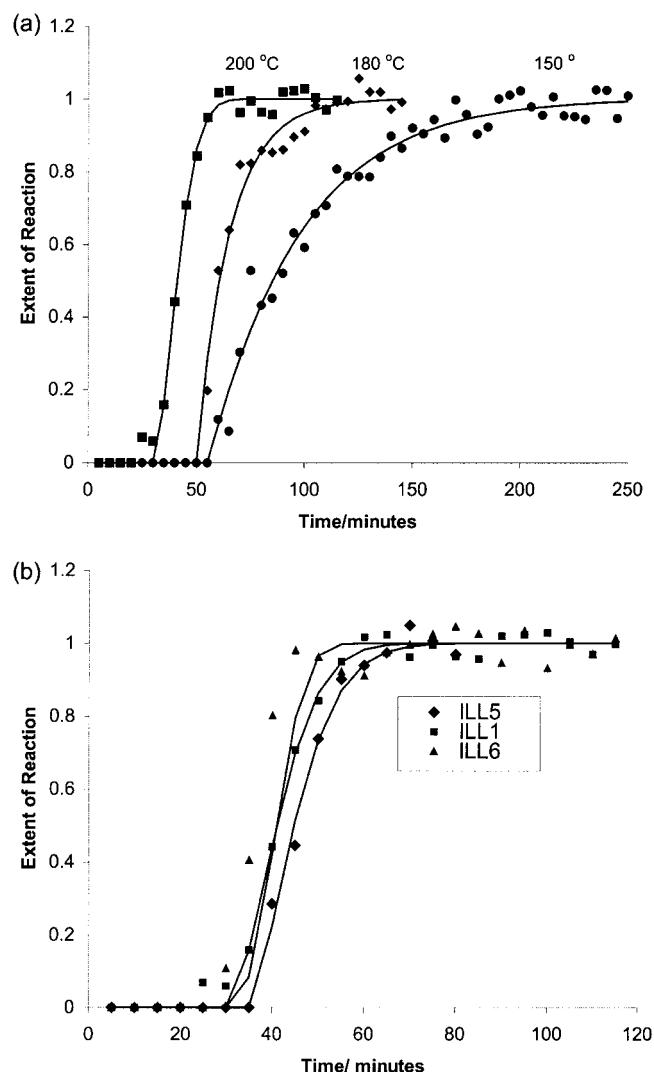 (a)
1.2
200 °C
180 °C
150 °
1
0.8
0.6
0.4
0.2
0
Extent of Reaction
0
50
100
150
200
250
Time/minutes
(b)
1.2
1
0.8
0.6
0.4
0.2
0
Extent of Reaction
ILL5
ILL1
ILL6
0
20
40
60
80
100
120
Time/ minutes